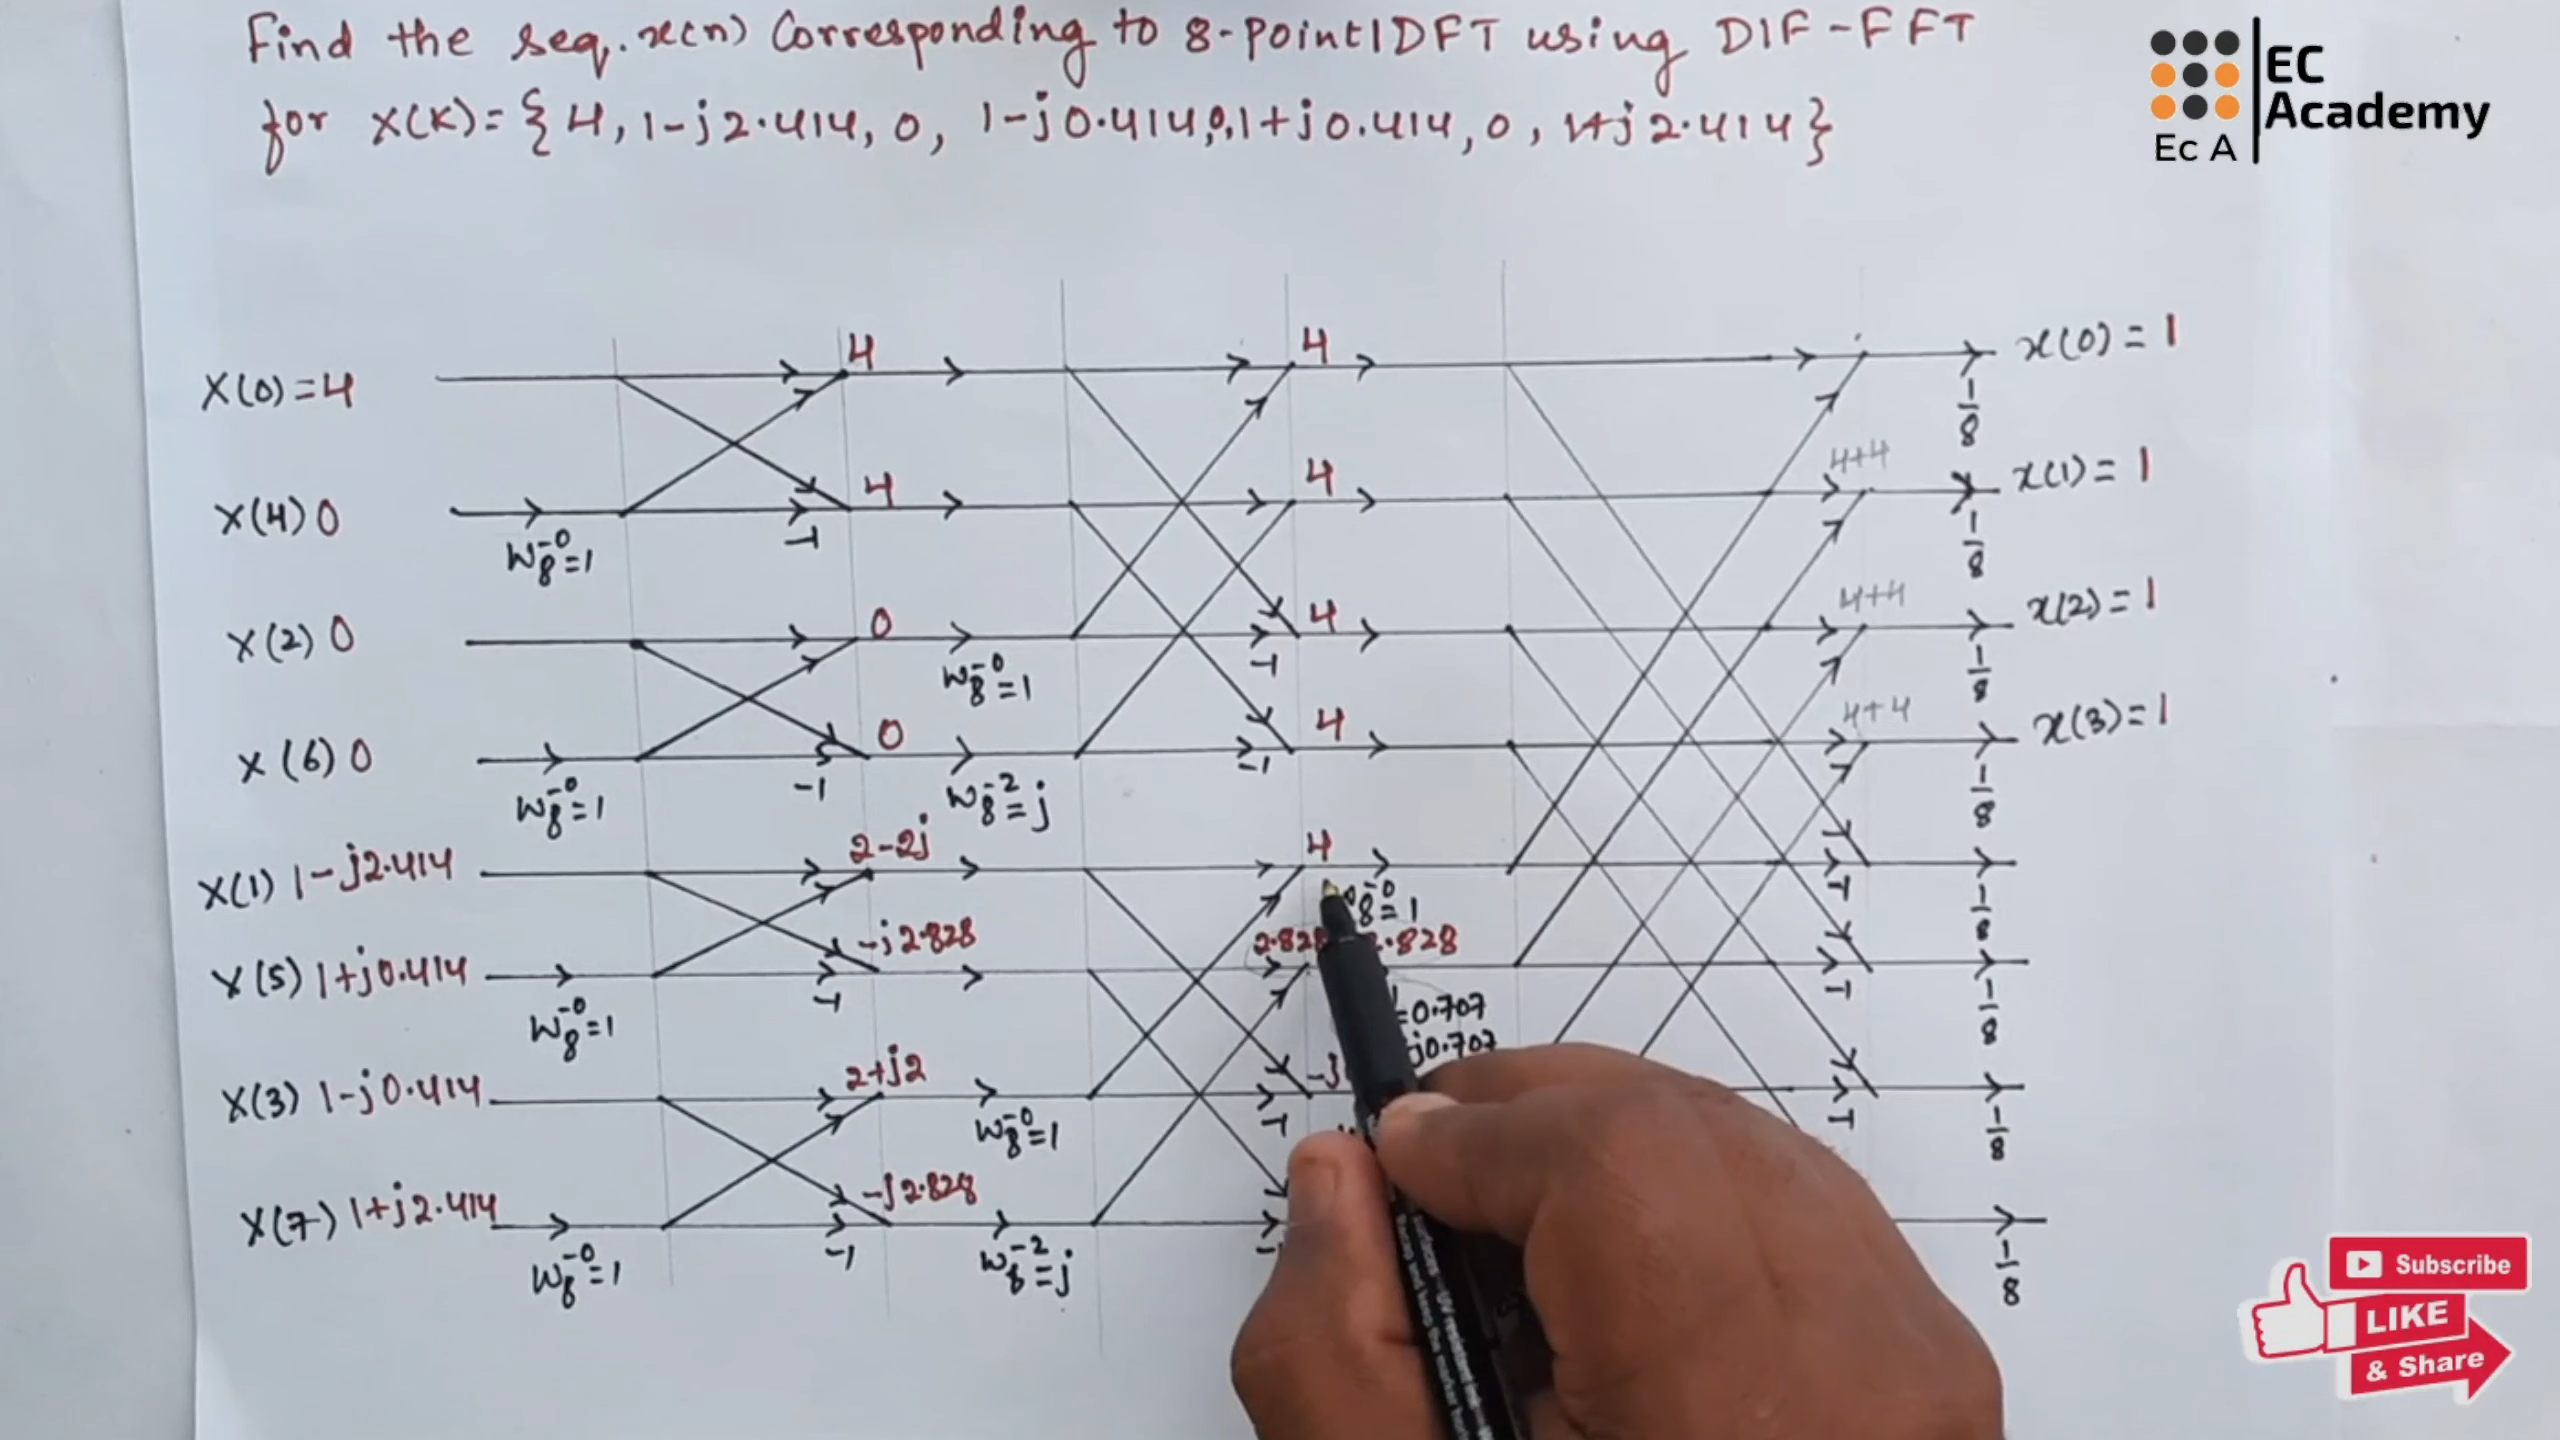 Find the seq. x(n) Corresponding to 8-point IDFT using DIF-FFT
for X(K)={4, 1-j2.414, 0, 1-j0.414,0,1+j0.414, 0, 1+j2.414}
EC
Academy
Ec A
X(0)=4
4
4
x(0)=1
1/8
X(4) 0
W8^-0=1
-1
4
4
4+4
x(1)=1
1/8
X(2) 0
0
W8^-0=1
-1
4
4+4
x(2)=1
1/8
X(6) 0
W8^-0=1
-1
0
W8^-2=j
-1
4
4+4
x(3)=1
1/8
X(1) 1-j2.414
2-2j
4
8^-0=1
-1
1/8
X(5) 1+j0.414
W8^-0=1
-1
-j2.828
2.828
=0.707
j0.707
-1
1/8
X(3) 1-j0.414
2+j2
W8^-0=1
-1
-1
1/8
X(7) 1+j2.414
W8^-0=1
-1
-j2.828
W8^-2=j
1/8
Subscribe
LIKE
& Share